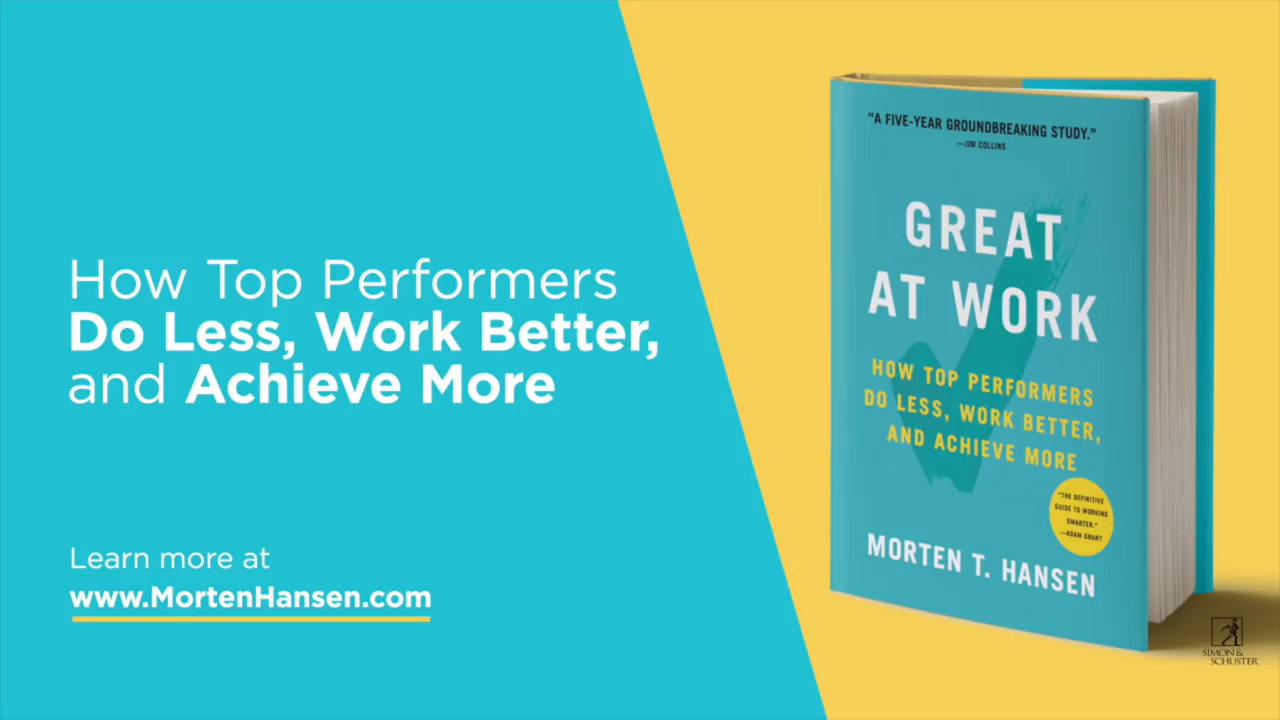 How Top Performers
Do Less, Work Better,
and Achieve More
Learn more at
www.MortenHansen.com
“A FIVE-YEAR GROUNDBREAKING STUDY.”
—JIM COLLINS
GREAT
AT WORK
HOW TOP PERFORMERS
DO LESS, WORK BETTER,
AND ACHIEVE MORE
"THE DEFINITIVE
GUIDE TO WORKING
SMARTER."
—ADAM GRANT
MORTEN T. HANSEN
SIMON &
SCHUSTER